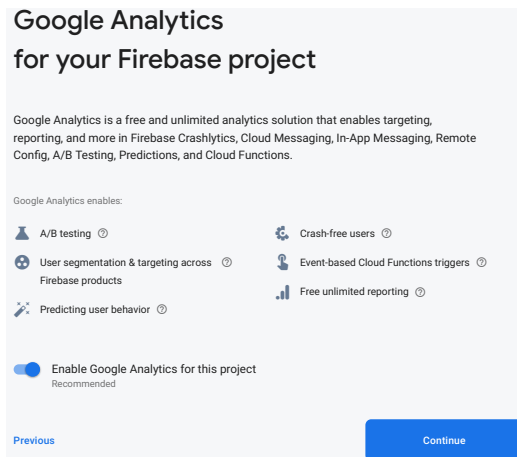 Google Analytics
for your Firebase project
Google Analytics is a free and unlimited analytics solution that enables targeting,
reporting, and more in Firebase Crashlytics, Cloud Messaging, In-App Messaging, Remote
Config, A/B Testing, Predictions, and Cloud Functions.
Google Analytics enables:
A/B testing
User segmentation & targeting across
Firebase products
Predicting user behavior
Crash-free users
Event-based Cloud Functions triggers
Free unlimited reporting
Enable Google Analytics for this project
Recommended
Previous
Continue